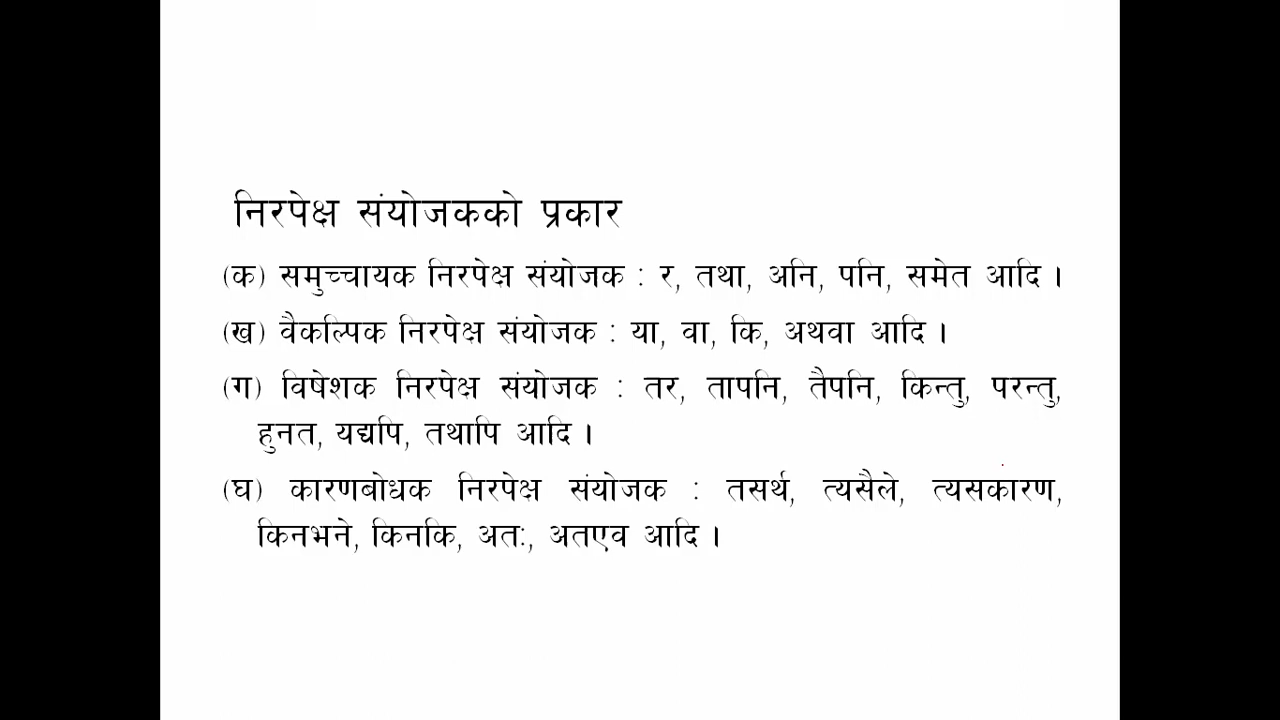 निरपेक्ष संयोजकको प्रकार
(क) समुच्चायक निरपेक्ष संयोजक : र, तथा, अनि, पनि, समेत आदि ।
(ख) वैकल्पिक निरपेक्ष संयोजक : या, वा, कि, अथवा आदि ।
(ग) विषेशक निरपेक्ष संयोजक : तर, तापनि, तैपनि, किन्तु, परन्तु,
हुनत, यद्यपि, तथापि आदि ।
(घ) कारणबोधक निरपेक्ष संयोजक : तसर्थ, त्यसैले, त्यसकारण,
किनभने, किनकि, अतः, अतएव आदि ।